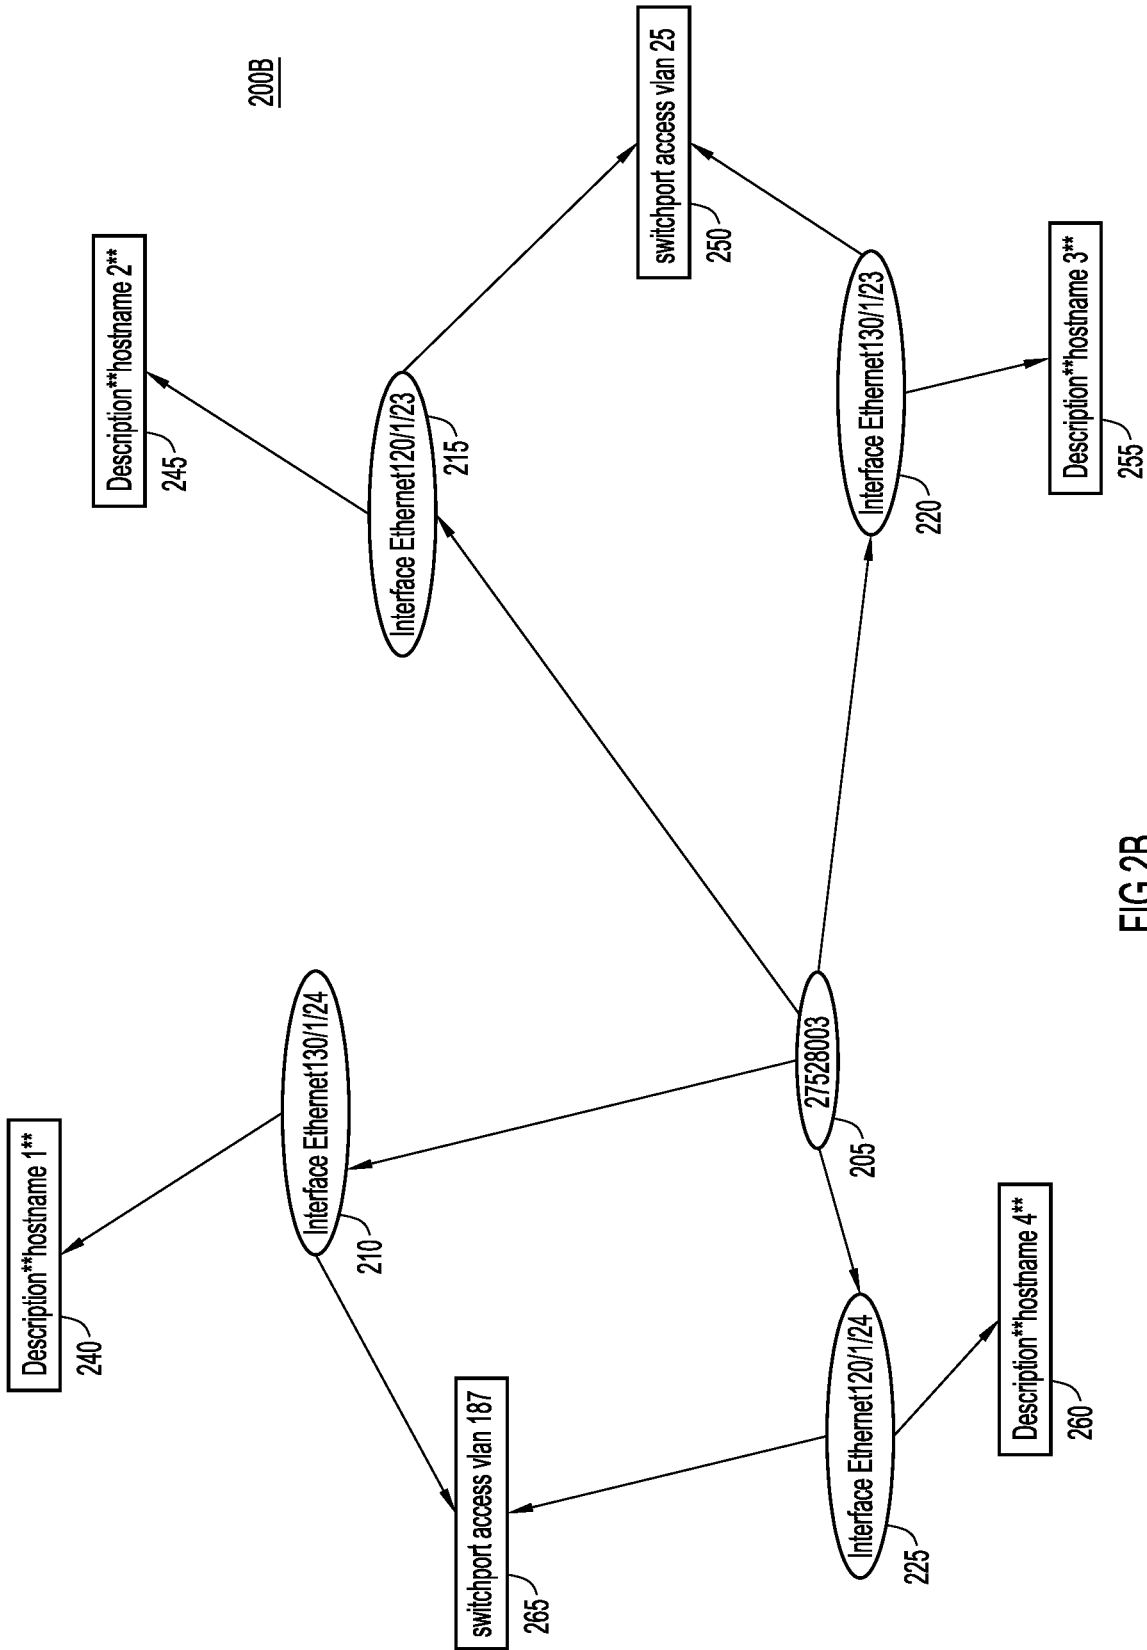 Description**hostname 1**
240
Description**hostname 2**
245
200B
Interface Ethernet130/1/24
210
Interface Ethernet120/1/23
215
switchport access vlan 187
265
switchport access vlan 25
250
27528003
205
Interface Ethernet120/1/24
225
Interface Ethernet130/1/23
220
Description**hostname 4**
260
Description**hostname 3**
255
FIG.2B